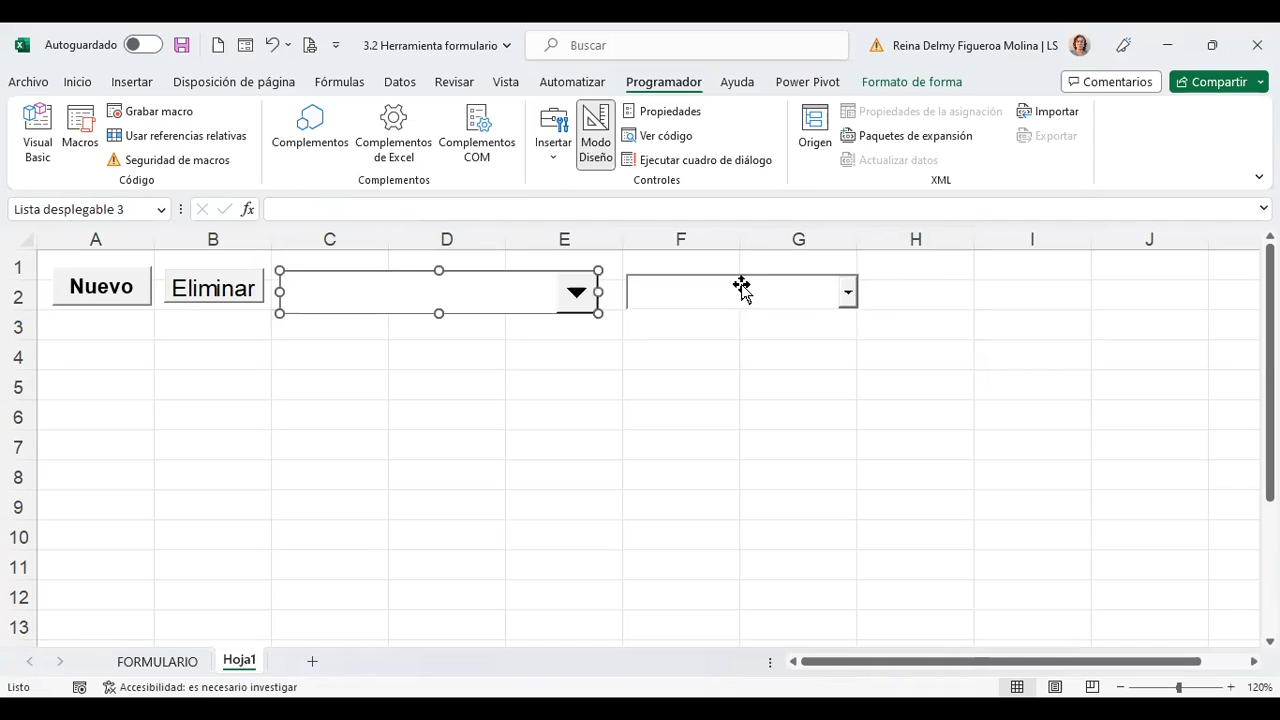 Autoguardado
3.2 Herramienta formulario
Buscar
Reina Delmy Figueroa Molina | LS
Archivo Inicio Insertar Disposición de página Fórmulas Datos Revisar Vista Automatizar Programador Ayuda Power Pivot Formato de forma Comentarios Compartir
Visual Basic
Macros
Grabar macro
Usar referencias relativas
Seguridad de macros
Código
Complementos
Complementos de Excel
Complementos COM
Complementos
Insertar
Modo Diseño
Propiedades
Ver código
Ejecutar cuadro de diálogo
Controles
Origen
Propiedades de la asignación
Paquetes de expansión
Actualizar datos
Importar
Exportar
XML
Lista desplegable 3
fx
A B C D E F G H I J
1
Nuevo Eliminar
2
3
4
5
6
7
8
9
10
11
12
13
FORMULARIO Hoja1
Listo Accesibilidad: es necesario investigar 120%